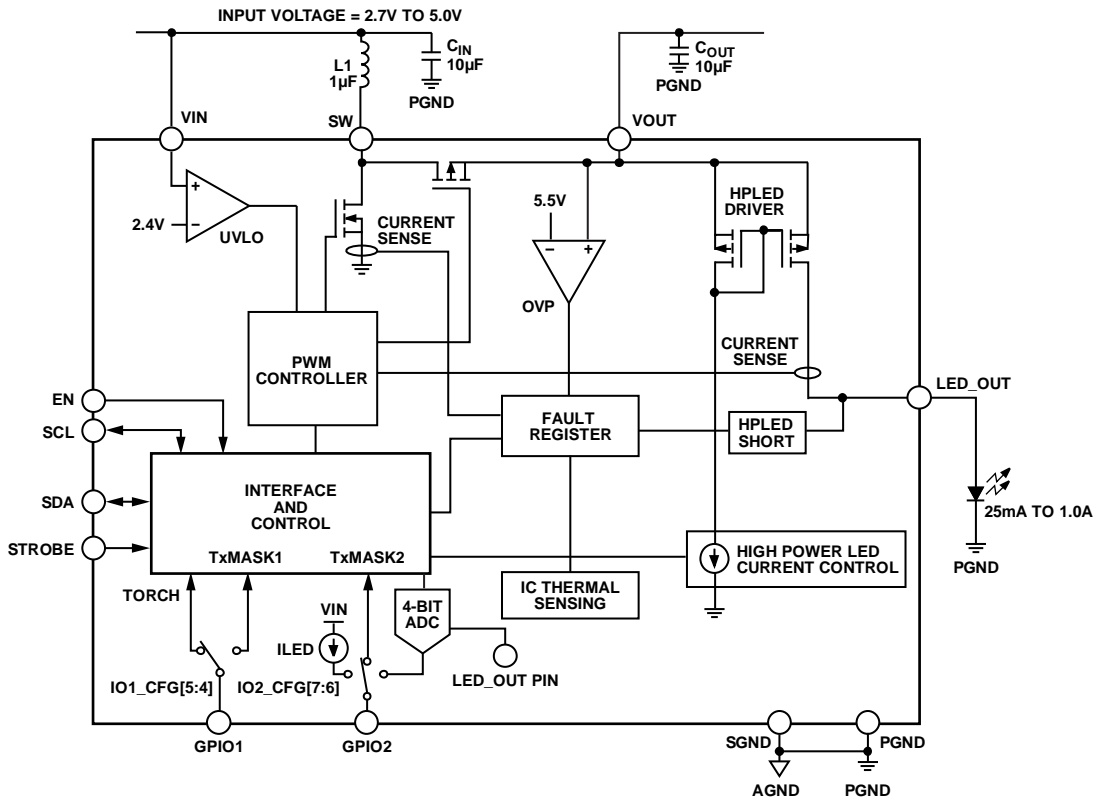 INPUT VOLTAGE = 2.7V TO 5.0V
L1
1µF
CIN
10µF
PGND
COUT
10µF
PGND
VIN
SW
VOUT
+
2.4V
−
UVLO
CURRENT
SENSE
5.5V
−
+
OVP
HPLED
DRIVER
PWM
CONTROLLER
CURRENT
SENSE
LED_OUT
EN
SCL
FAULT
REGISTER
HPLED
SHORT
SDA
INTERFACE
AND
CONTROL
25mA TO 1.0A
STROBE
TxMASK1
TxMASK2
HIGH POWER LED
CURRENT CONTROL
PGND
TORCH
IC THERMAL
SENSING
4-BIT
ADC
VIN
ILED
LED_OUT PIN
IO1_CFG[5:4]
IO2_CFG[7:6]
GPIO1
GPIO2
SGND
PGND
AGND
PGND